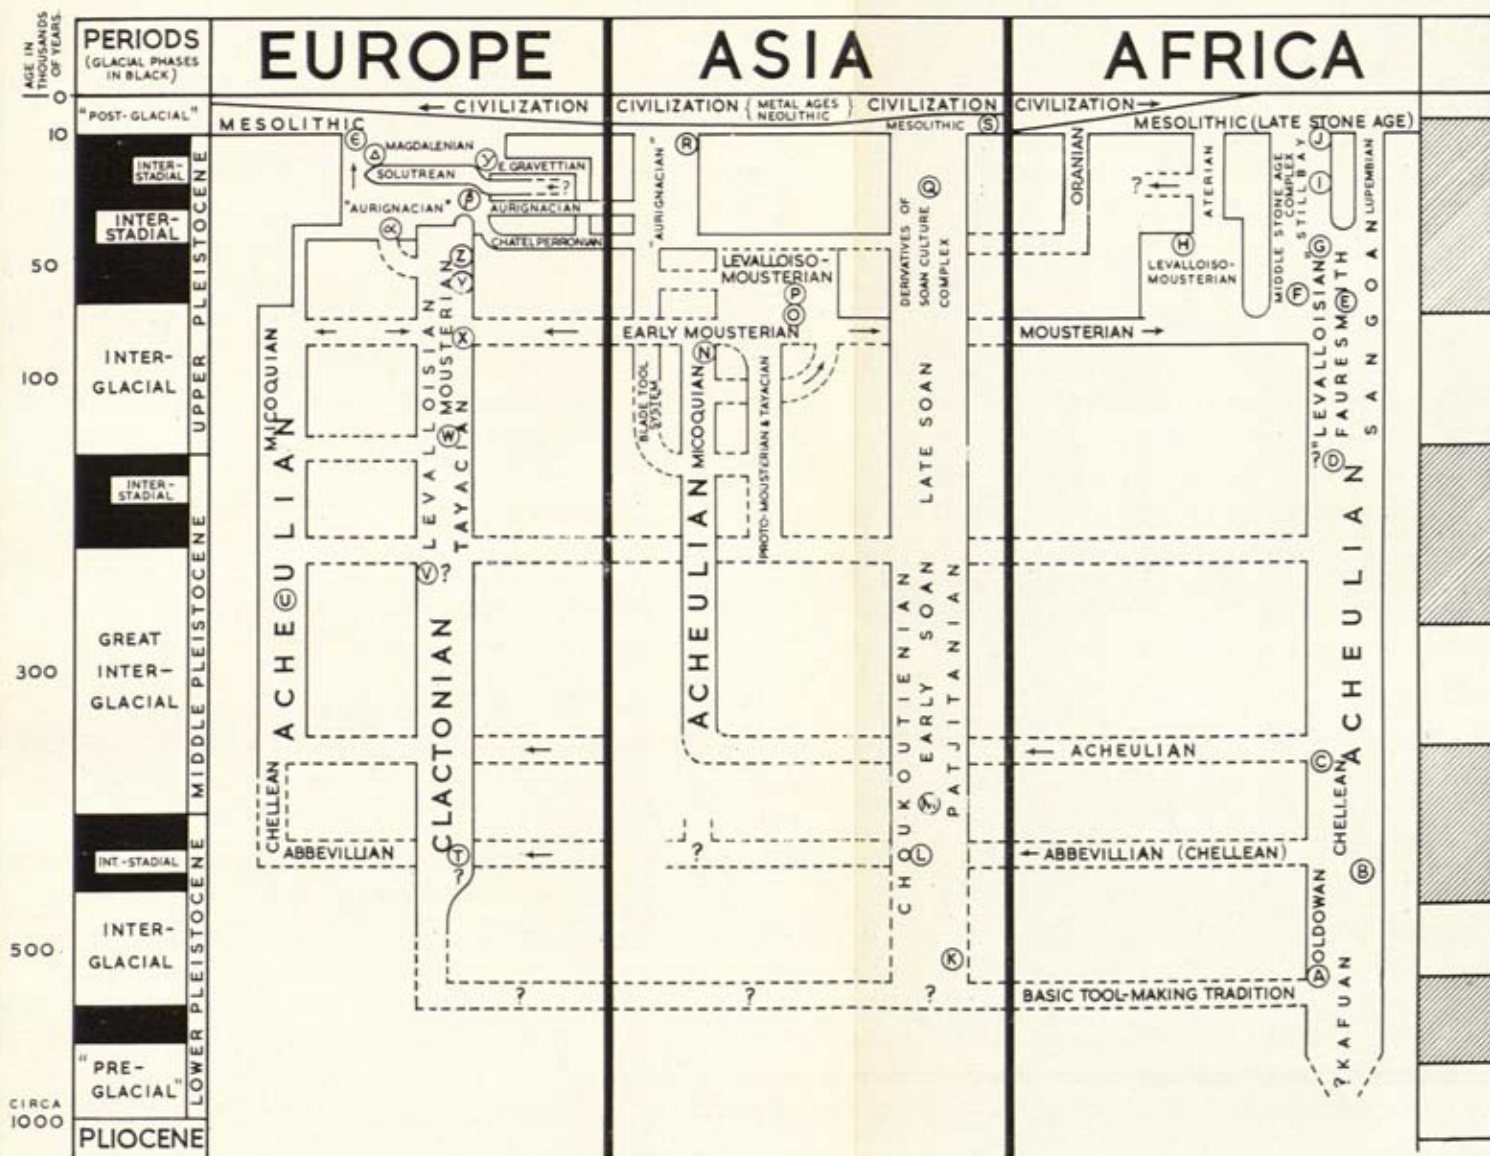 AGE IN
THOUSANDS
OF YEARS.
PERIODS
(GLACIAL PHASES
IN BLACK)
EUROPE
ASIA
AFRICA
0
10
50
100
300
500
CIRCA
1000
"POST-GLACIAL"
INTER-
STADIAL
INTER-
STADIAL
INTER-
GLACIAL
INTER-
STADIAL
GREAT
INTER-
GLACIAL
INT.-STADIAL
INTER-
GLACIAL
"PRE-
GLACIAL"
PLIOCENE
UPPER PLEISTOCENE
MIDDLE PLEISTOCENE
LOWER PLEISTOCENE
← CIVILIZATION
MESOLITHIC
ϵ
Δ
MAGDALENIAN
γ
E. GRAVETTIAN
SOLUTREAN
←?
β
"AURIGNACIAN"
AURIGNACIAN
α
CHATELPERRONIAN
Z
Y
X
W
V?
U
T
?
MICOQUIAN
ACHEULIAN
CHELLEAN
ABBEVILLIAN
LEVALLOISIAN
MOUSTERIAN
TAYACIAN
CLACTONIAN
?
CIVILIZATION { METAL AGES } CIVILIZATION
NEOLITHIC
MESOLITHIC S
"AURIGNACIAN"
R
Q
DERIVATIVES OF
SOAN CULTURE
COMPLEX
LEVALLOISO-
MOUSTERIAN
P
O
EARLY MOUSTERIAN
N
BLADE TOOL
SYSTEM
MICOQUIAN
ACHEULIAN
PROTO-MOUSTERIAN & TAYACIAN
LATE SOAN
CHOUKOUTIENIAN
EARLY SOAN
PATJITANIAN
M
L
K
?
?
?
CIVILIZATION→
MESOLITHIC (LATE STONE AGE)
ORANIAN
?←
ATERIAN
MIDDLE STONE AGE
COMPLEX
STILLBAY
J
I
LUPEMBIAN
H
LEVALLOISO-
MOUSTERIAN
G
F
E
MOUSTERIAN →
?"LEVALLOISIAN"
FAURESMITH
SANGOAN
D
ACHEULIAN
← ACHEULIAN
C
CHELLEAN
← ABBEVILLIAN (CHELLEAN)
B
OLDOWAN
A
BASIC TOOL-MAKING TRADITION
?KAFUAN